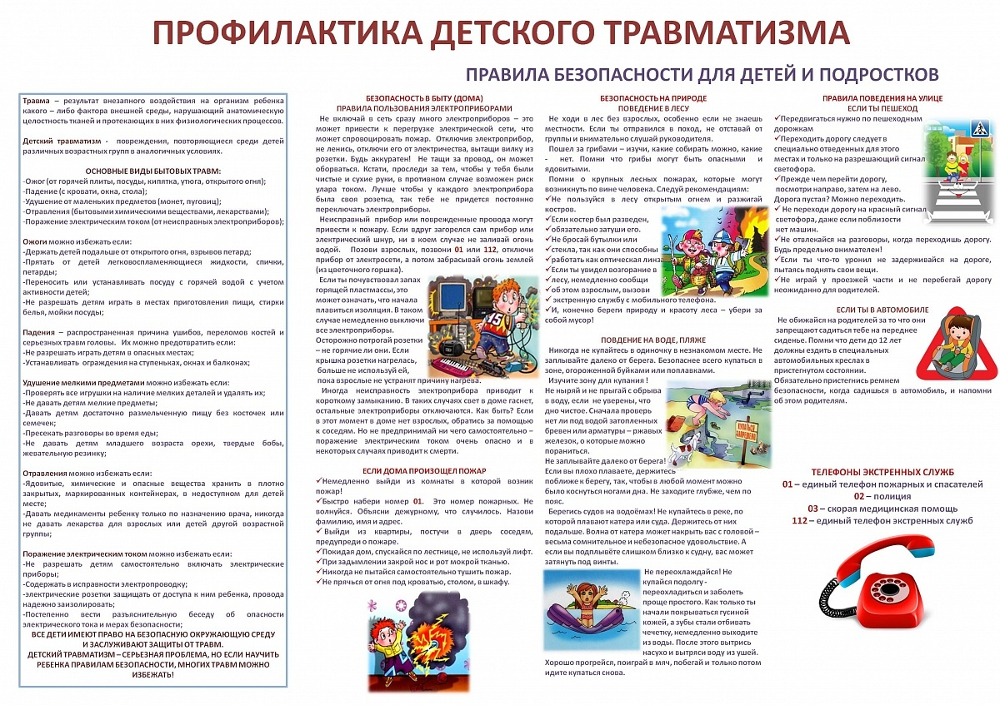 ПРОФИЛАКТИКА ДЕТСКОГО ТРАВМАТИЗМА
ПРАВИЛА БЕЗОПАСНОСТИ ДЛЯ ДЕТЕЙ И ПОДРОСТКОВ
Травма – результат внезапного воздействия на организм ребенка
какого – либо фактора внешней среды, нарушающий анатомическую
целостность тканей и протекающих в них физиологических процессов.
Детский травматизм - повреждения, повторяющиеся среди детей
различных возрастных групп в аналогичных условиях.
ОСНОВНЫЕ ВИДЫ БЫТОВЫХ ТРАВМ:
-Ожог (от горячей плиты, посуды, кипятка, утюга, открытого огня);
-Падение (с кровати, окна, стола);
-Удушение от маленьких предметов (монет, пуговиц);
-Отравления (бытовыми химическими веществами, лекарствами);
-Поражение электрическим током (от неисправных электроприборов);
Ожоги можно избежать если:
-Держать детей подальше от открытого огня, взрывов петард;
-Прятать от детей легковоспламеняющиеся жидкости, спички,
петарды;
-Переносить или устанавливать посуду с горячей водой с учетом
активности детей;
-Не разрешать детям играть в местах приготовления пищы, стирки
белья, мойки посуды;
Падения – распространенная причина ушибов, переломов костей и
серьезных травм головы. Их можно предотвратить если:
-Не разрешать играть детям в опасных местах;
-Устанавливать ограждения на ступеньках, окнах и балконах;
Удушение мелкими предметами можно избежать если:
-Проверять все игрушки на наличие мелких деталей и удалять их;
-Не давать детям мелкие предметы;
-Давать детям достаточно размельченную пищу без косточек или
семечек;
-Пресекать разговоры во время еды;
-Не давать детям младшего возраста орехи, твердые бобы,
жевательную резинку;
Отравления можно избежать если:
-Ядовитые, химические и опасные вещества хранить в плотно
закрытых, маркированных контейнерах, в недоступном для детей
месте;
-Давать медикаменты ребенку только по назначению врача, никогда
не давать лекарства для взрослых или детей другой возрастной
группы;
Поражение электрическим током можно избежать если:
-Не разрешать детям самостоятельно включать электрические
приборы;
-Содержать в исправности электропроводку;
-электрические розетки защищать от доступа к ним ребенка, провода
надежно заизолировать;
-Постепенно вести разъяснительную беседу об опасности
электрического тока и мерах безопасности;
ВСЕ ДЕТИ ИМЕЮТ ПРАВО НА БЕЗОПАСНУЮ ОКРУЖАЮЩУЮ СРЕДУ
И ЗАСЛУЖИВАЮТ ЗАЩИТЫ ОТ ТРАВМ.
ДЕТСКИЙ ТРАВМАТИЗМ – СЕРЬЕЗНАЯ ПРОБЛЕМА, НО ЕСЛИ НАУЧИТЬ
РЕБЕНКА ПРАВИЛАМ БЕЗОПАСНОСТИ, МНОГИХ ТРАВМ МОЖНО
ИЗБЕЖАТЬ!
БЕЗОПАСНОСТЬ В БЫТУ (ДОМА)
ПРАВИЛА ПОЛЬЗОВАНИЯ ЭЛЕКТРОПРИБОРАМИ
Не включай в сеть сразу много электроприборов – это
может привести к перегрузке электрической сети, что
может спровоцировать пожар. Отключив электроприбор,
не ленись, отключи его от электричества, вытащи вилку из
розетки. Будь аккуратен! Не тащи за провод, он может
оборваться. Кстати, проследи за тем, чтобы у тебя были
чистые и сухие руки, в противном случае возможен риск
улара током. Лучше чтобы у каждого электроприбора
была своя розетка, так тебе не придется постоянно
переключать электроприборы.
Неисправный прибор или поврежденные провода могут
привести к пожару. Если вдруг загорелся сам прибор или
электрический шнур, ни в коем случае не заливай огонь
водой. Позови взрослых, позвони 01 или 112, отключи
прибор от электросети, а потом забрасывай огонь землей
(из цветочного горшка).
Если ты почувствовал запах
горящей пластмассы, это
может означать, что начала
плавиться изоляция. В таком
случае немедленно выключи
все электроприборы.
Осторожно потрогай розетки
– не горячие ли они. Если
крышка розетки нагрелась,
больше не используй ей,
пока взрослые не устранят причину нагрева.
Иногда неисправность электроприбора приводит к
короткому замыканию. В таких случаях свет в доме гаснет,
остальные электроприборы отключаются. Как быть? Если
в этот момент в доме нет взрослых, обратись за помощью
к соседям. Но не предпринимай ни чего самостоятельно –
поражение электрическим током очень опасно и в
некоторых случаях приводит к смерти.
ЕСЛИ ДОМА ПРОИЗОЩЕЛ ПОЖАР
✓Немедленно выйди из комнаты в которой возник
пожар!
✓Быстро набери номер 01. Это номер пожарных. Не
волнуйся. Объясни дежурному, что случилось. Назови
фамилию, имя и адрес.
✓Выйди из квартиры, постучи в дверь соседям,
предупреди о пожаре.
✓Покидая дом, спускайся по лестнице, не используй лифт.
✓При задымлении закрой нос и рот мокрой тканью.
✓Никогда не пытайся самостоятельно тушить пожар.
✓Не прячься от огня под кроватью, столом, в шкафу.
БЕЗОПАСНОСТЬ НА ПРИРОДЕ
ПОВЕДЕНИЕ В ЛЕСУ
Не ходи в лес без взрослых, особенно если не знаешь
местности. Если ты отправился в поход, не отставай от
группы и внимательно слушай руководителя.
Пошел за грибами – изучи, какие собирать можно, какие
- нет. Помни что грибы могут быть опасными и
ядовитыми.
Помни о крупных лесных пожарах, которые могут
возникнуть по вине человека. Следуй рекомендациям:
✓Не пользуйся в лесу открытым огнем и разжигай
костров.
✓Если костер был разведен,
✓обязательно затуши его.
✓Не бросай бутылки или
✓стекла, так как они способны
✓работать как оптическая линза
✓Если ты увидел возгорание в
✓лесу, немедленно сообщи
✓об этом взрослым, вызови
✓экстренную службу с мобильного телефона.
✓И, конечно береги природу и красоту леса – убери за
собой мусор!
ПОВДЕНИЕ НА ВОДЕ, ПЛЯЖЕ
Никогда не купайтесь в одиночку в незнакомом месте. Не
заплывайте далеко от берега. Безопаснее всего купаться в
зоне, огороженной буйками или поплавками.
Изучите зону для купания !
Не ныряй и не прыгай с обрыва
в воду, если не уверены, что
дно чистое. Сначала проверь
нет ли под водой затопленных
бревен или арматуры – ржавых
железок, о которые можно
пораниться.
Не заплывайте далеко от берега!
Если вы плохо плаваете, держитесь
поближе к берегу, так, чтобы в любой момент можно
было коснуться ногами дна. Не заходите глубже, чем по
пояс.
Берегись судов на водоёмах! Не купайтесь в реке, по
которой плавают катера или суда. Держитесь от них
подальше. Волна от катера может накрыть вас с головой –
весьма сомнительное и небезопасное удовольствие. А
если вы подплывёте слишком близко к судну, вас может
затянуть под винты.
Не переохлаждайся! Не
купайся подолгу -
переохладиться и заболеть
проще простого. Как только ты
начали покрываться гусиной
кожей, а зубы стали отбивать
чечетку, немедленно выходите
из воды. После этого вытрись
насухо и вытряси воду из ушей.
Хорошо прогрейся, поиграй в мяч, побегай и только потом
идите купаться снова.
КУПАТЬСЯ
ЗАПРЕЩЕНО
ПРАВИЛА ПОВЕДЕНИЯ НА УЛИЦЕ
ЕСЛИ ТЫ ПЕШЕХОД
✓Передвигаться нужно по пешеходным
дорожкам
✓Переходить дорогу следует в
специально отведенных для этого
местах и только на разрешающий сигнал
светофора.
✓Прежде чем перейти дорогу,
посмотри направо, затем на лево.
Дорога пустая? Можно переходить.
✓Не переходи дорогу на красный сигнал
светофора, даже если поблизости
нет машин.
✓Не отвлекайся на разговоры, когда переходишь дорогу.
Будь предельно внимателен!
✓Если ты что-то уронил не задерживайся на дороге,
пытаясь поднять свои вещи.
✓Не играй у проезжей части и не перебегай дорогу
неожиданно для водителей.
ЕСЛИ ТЫ В АВТОМОБИЛЕ
Не обижайся на родителей за то что они
запрещают садиться тебе на переднее
сиденье. Помни что дети до 12 лет
должны ездить в специальных
автомобильных креслах в
пристегнутом состоянии.
Обязательно пристегнись ремнем
безопасности, когда садишься в автомобиль, и напомни
об этом родителям.
ТЕЛЕФОНЫ ЭКСТРЕННЫХ СЛУЖБ
01 – единый телефон пожарных и спасателей
02 – полиция
03 – скорая медицинская помощь
112 – единый телефон экстренных служб